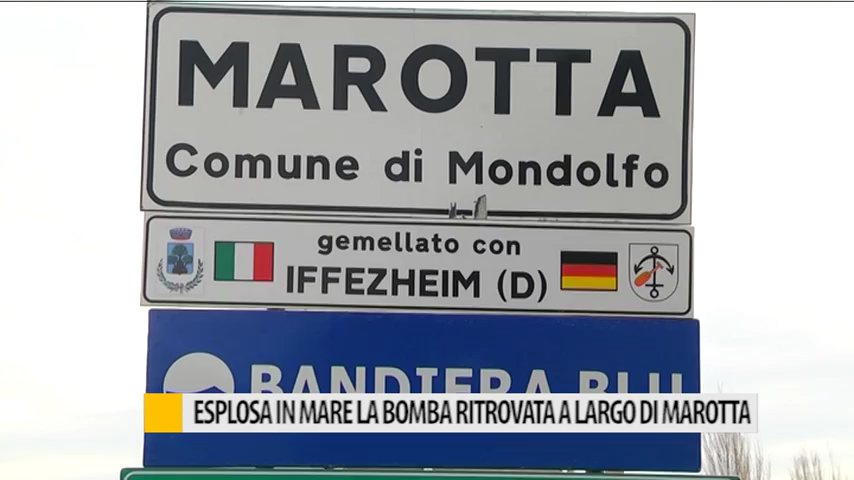 MAROTTA
Comune di Mondolfo
gemellato con
IFFEZHEIM (D)
BANDIERA BLU
ESPLOSA IN MARE LA BOMBA RITROVATA A LARGO DI MAROTTA